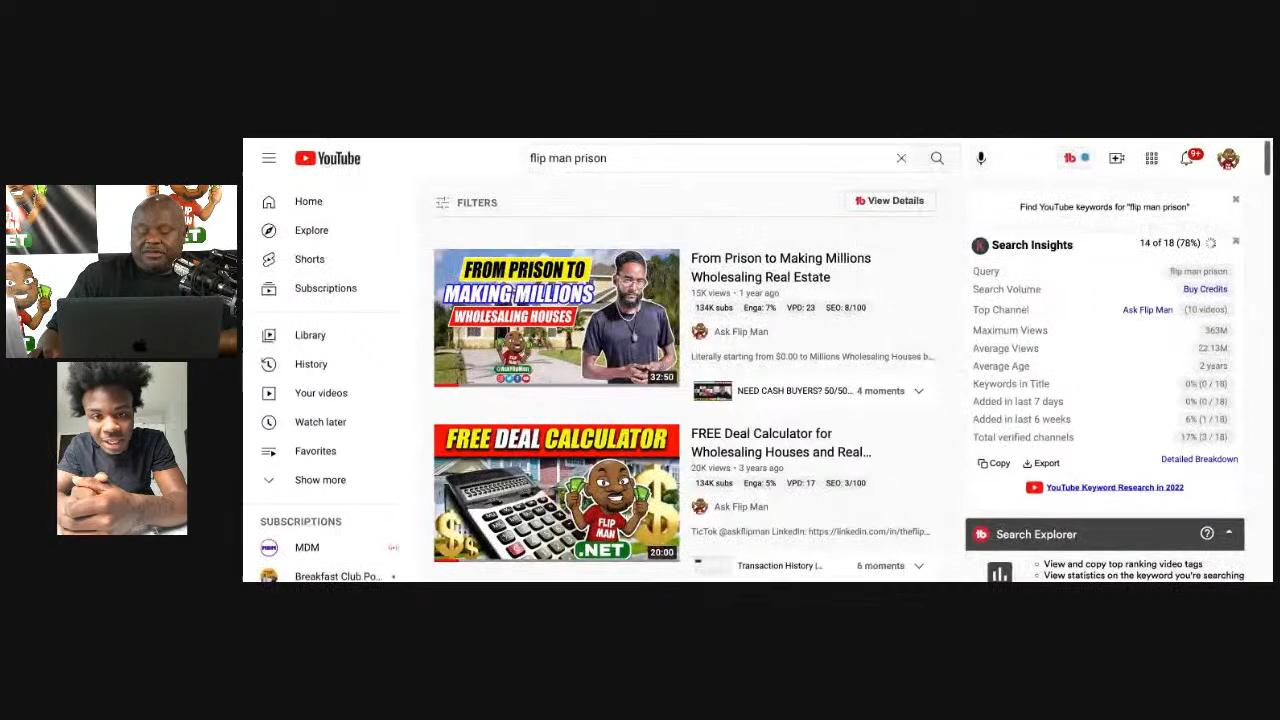 YouTube
flip man prison
9+
Home
Explore
Shorts
Subscriptions
Library
History
Your videos
Watch later
Favorites
Show more
SUBSCRIPTIONS
MDM
Breakfast Club Po...
FILTERS
View Details
FROM PRISON TO
MAKING MILLIONS
WHOLESALING HOUSES
@AskFlipMan
32:50
From Prison to Making Millions
Wholesaling Real Estate
15K views • 1 year ago
134K subs Enga: 7% VPD: 23 SEO: 8/100
Ask Flip Man
Literally starting from $0.00 to Millions Wholesaling Houses b...
NEED CASH BUYERS? 50/50... 4 moments
FREE DEAL CALCULATOR
FLIP
MAN
.NET
20:00
FREE Deal Calculator for
Wholesaling Houses and Real...
20K views • 3 years ago
134K subs Enga: 5% VPD: 17 SEO: 3/100
Ask Flip Man
TicTok @askflipman LinkedIn: https://linkedin.com/in/theflip...
Transaction History (... 6 moments
Find YouTube keywords for "flip man prison"
Search Insights 14 of 18 (78%)
Query flip man prison
Search Volume Buy Credits
Top Channel Ask Flip Man (10 videos)
Maximum Views 363M
Average Views 22.13M
Average Age 2 years
Keywords in Title 0% (0 / 18)
Added in last 7 days 0% (0 / 18)
Added in last 6 weeks 6% (1 / 18)
Total verified channels 17% (3 / 18)
Copy Export Detailed Breakdown
YouTube Keyword Research in 2022
Search Explorer
View and copy top ranking video tags
View statistics on the keyword you're searching